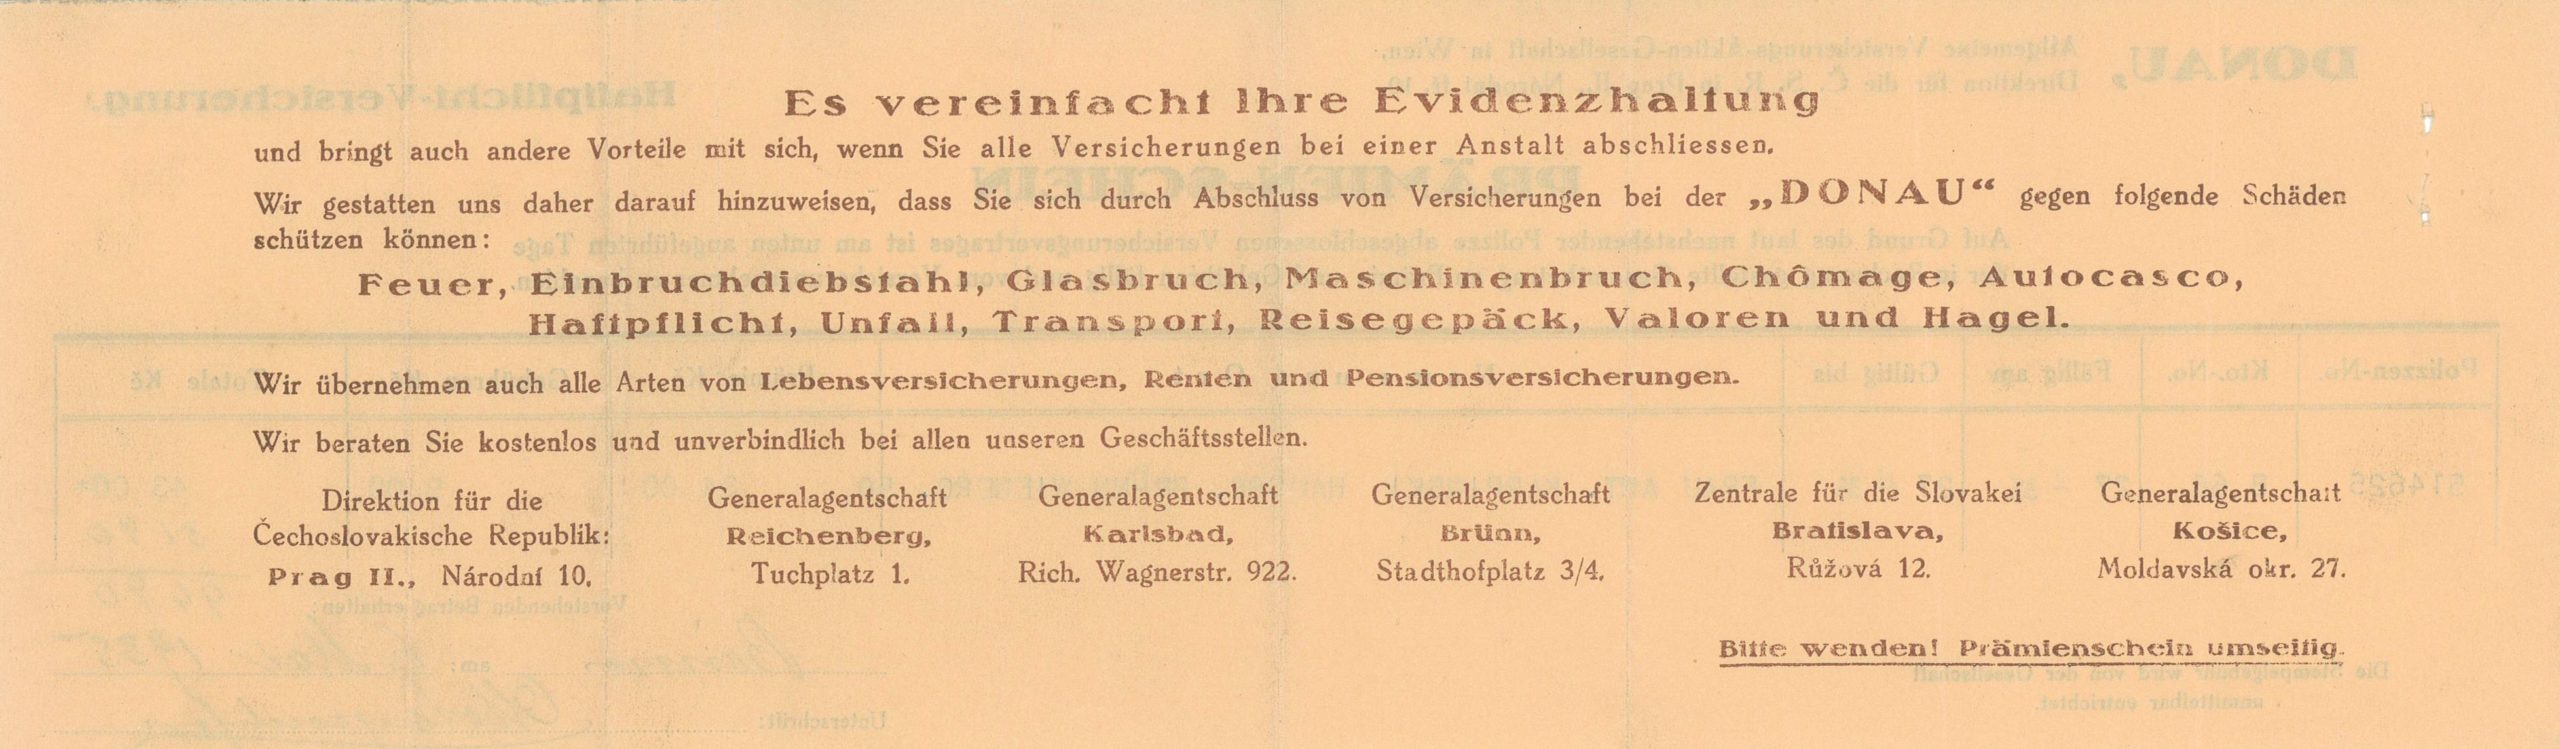 Es vereinfacht Ihre Evidenzhaltung
und bringt auch andere Vorteile mit sich, wenn Sie alle Versicherungen bei einer Anstalt abschliessen.
Wir gestatten uns daher darauf hinzuweisen, dass Sie sich durch Abschluss von Versicherungen bei der „DONAU“ gegen folgende Schäden
schützen können:
Feuer, Einbruchdiebstahl, Glasbruch, Maschinenbruch, Chômage, Autocasco,
Haftpflicht, Unfall, Transport, Reisegepäck, Valoren und Hagel.
Wir übernehmen auch alle Arten von Lebensversicherungen, Renten und Pensionsversicherungen.
Wir beraten Sie kostenlos und unverbindlich bei allen unseren Geschäftsstellen.
Direktion für die
Čechoslovakische Republik:
Prag II., Národní 10.
Generalagentschaft
Reichenberg,
Tuchplatz 1.
Generalagentschaft
Karlsbad,
Rich. Wagnerstr. 922.
Generalagentschaft
Brünn,
Stadthofplatz 3/4.
Zentrale für die Slovakei
Bratislava,
Růžová 12.
Generalagentschaft
Košice,
Moldavská okr. 27.
Bitte wenden! Prämienschein umseitig.